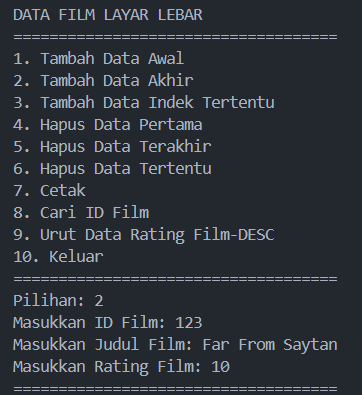 DATA FILM LAYAR LEBAR
====================================
1. Tambah Data Awal
2. Tambah Data Akhir
3. Tambah Data Indek Tertentu
4. Hapus Data Pertama
5. Hapus Data Terakhir
6. Hapus Data Tertentu
7. Cetak
8. Cari ID Film
9. Urut Data Rating Film-DESC
10. Keluar
====================================
Pilihan: 2
Masukkan ID Film: 123
Masukkan Judul Film: Far From Saytan
Masukkan Rating Film: 10
====================================